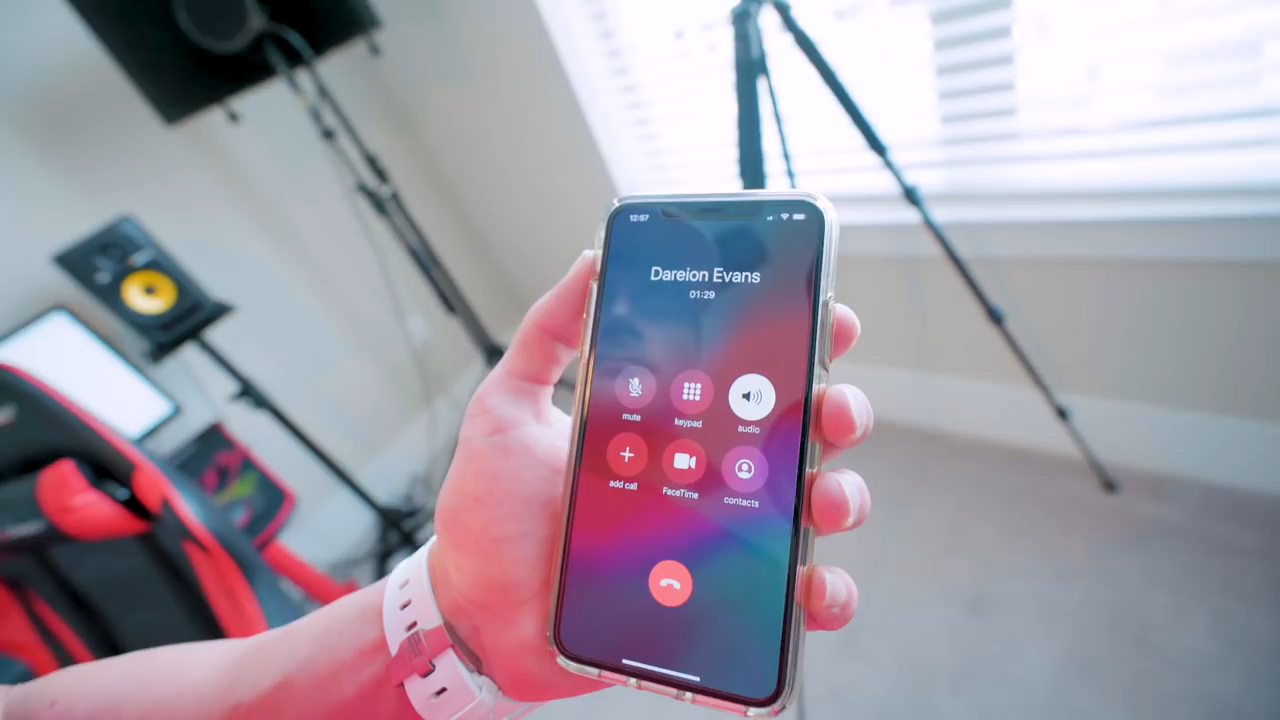 12:57
Dareion Evans
01:29
mute
keypad
audio
add call
FaceTime
contacts